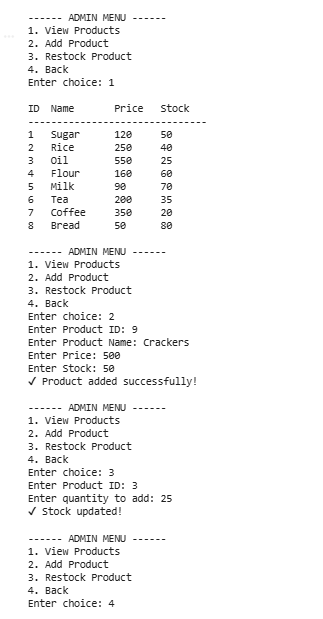 ------ ADMIN MENU ------
1. View Products
2. Add Product
3. Restock Product
4. Back
Enter choice: 1

ID  Name       Price   Stock
-------------------------------
1   Sugar      120     50
2   Rice       250     40
3   Oil        550     25
4   Flour      160     60
5   Milk       90      70
6   Tea        200     35
7   Coffee     350     20
8   Bread      50      80

------ ADMIN MENU ------
1. View Products
2. Add Product
3. Restock Product
4. Back
Enter choice: 2
Enter Product ID: 9
Enter Product Name: Crackers
Enter Price: 500
Enter Stock: 50
✓ Product added successfully!

------ ADMIN MENU ------
1. View Products
2. Add Product
3. Restock Product
4. Back
Enter choice: 3
Enter Product ID: 3
Enter quantity to add: 25
✓ Stock updated!

------ ADMIN MENU ------
1. View Products
2. Add Product
3. Restock Product
4. Back
Enter choice: 4